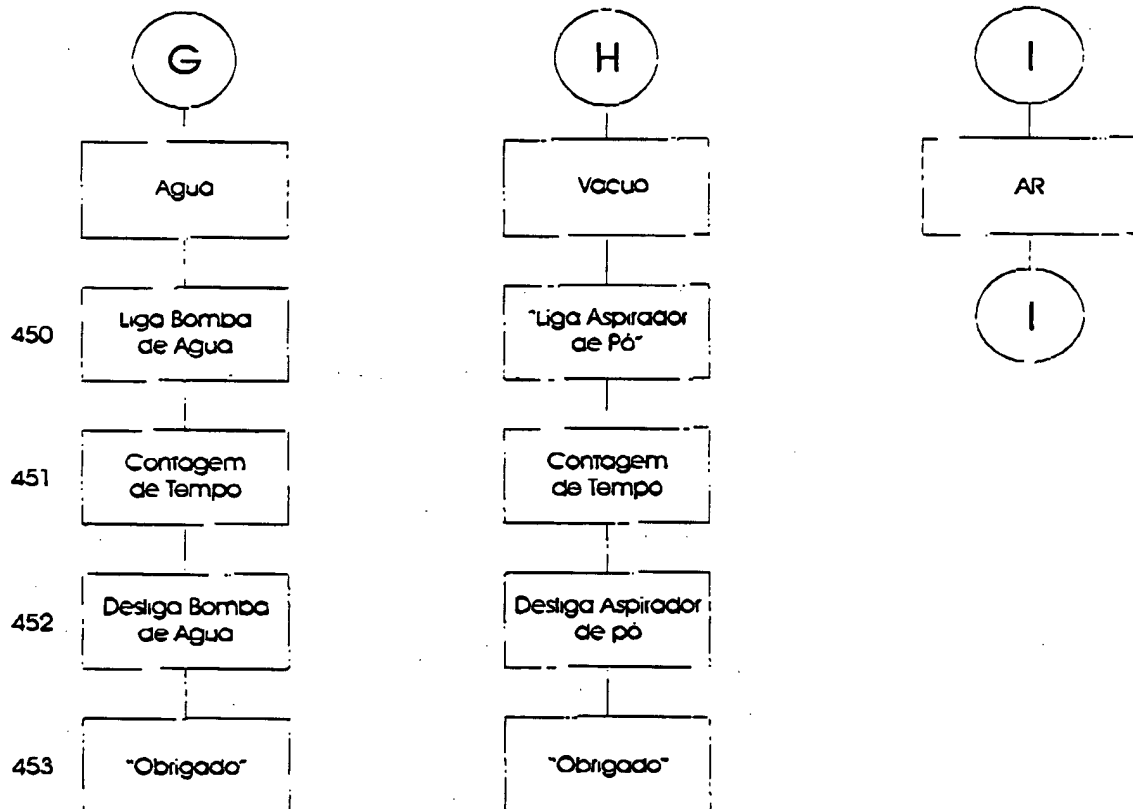 G
Agua
450
Liga Bomba
de Agua
451
Contagem
de Tempo
452
Desliga Bomba
de Agua
453
"Obrigado"
H
Vacuo
"Liga Aspirador
de Pó"
Contagem
de Tempo
Desliga Aspirador
de pó
"Obrigado"
I
AR
I